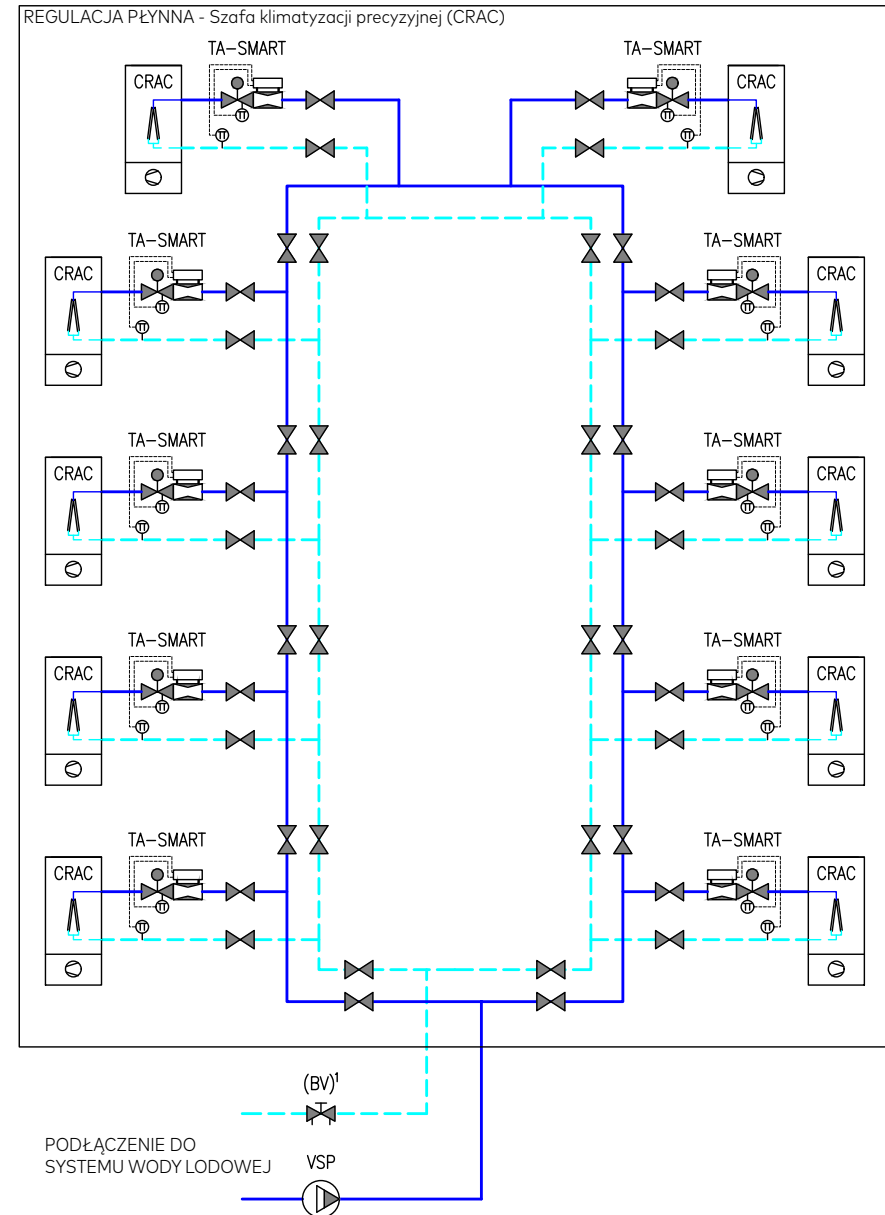 REGULACJA PŁYNNA - Szafa klimatyzacji precyzyjnej (CRAC)
TA-SMART
TA-SMART
CRAC
CRAC
TA-SMART
TA-SMART
CRAC
CRAC
TA-SMART
TA-SMART
CRAC
CRAC
TA-SMART
TA-SMART
CRAC
CRAC
TA-SMART
TA-SMART
CRAC
CRAC
(BV)¹
PODŁĄCZENIE DO
SYSTEMU WODY LODOWEJ
VSP